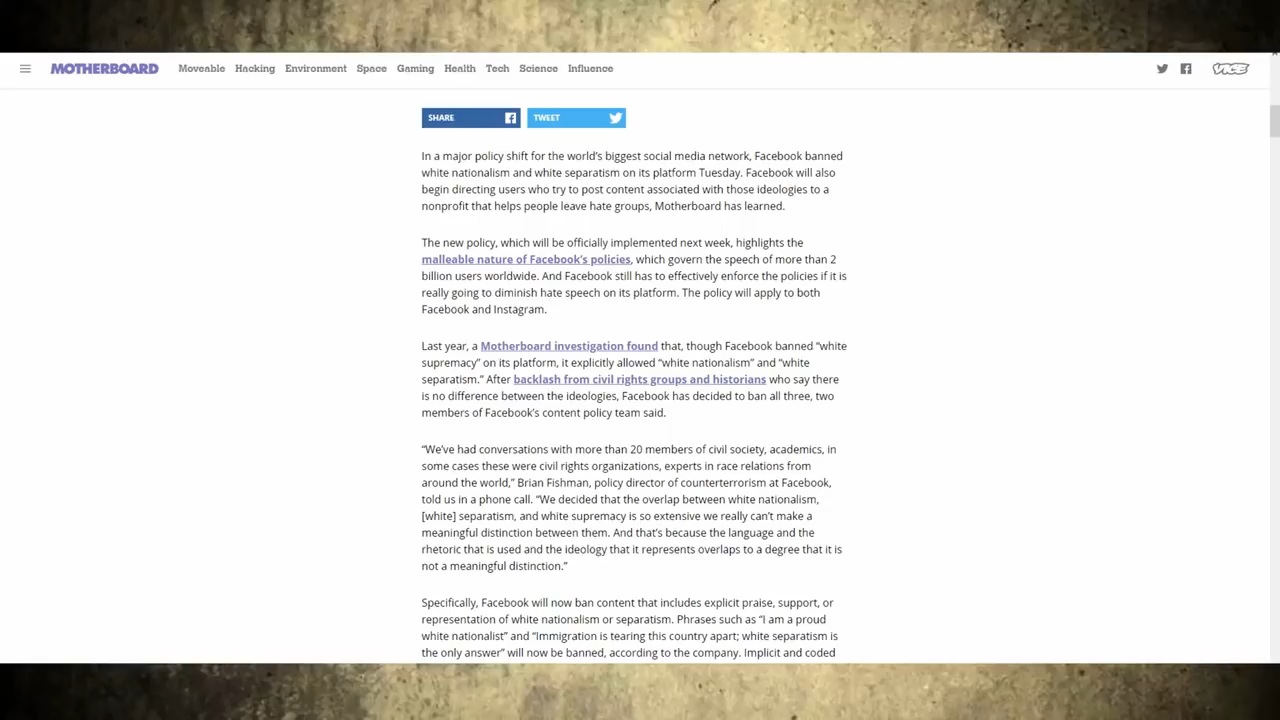 MOTHERBOARD Moveable Hacking Environment Space Gaming Health Tech Science Influence VICE
SHARE TWEET
In a major policy shift for the world's biggest social media network, Facebook banned
white nationalism and white separatism on its platform Tuesday. Facebook will also
begin directing users who try to post content associated with those ideologies to a
nonprofit that helps people leave hate groups, Motherboard has learned.
The new policy, which will be officially implemented next week, highlights the
malleable nature of Facebook's policies, which govern the speech of more than 2
billion users worldwide. And Facebook still has to effectively enforce the policies if it is
really going to diminish hate speech on its platform. The policy will apply to both
Facebook and Instagram.
Last year, a Motherboard investigation found that, though Facebook banned “white
supremacy” on its platform, it explicitly allowed “white nationalism” and “white
separatism.” After backlash from civil rights groups and historians who say there
is no difference between the ideologies, Facebook has decided to ban all three, two
members of Facebook's content policy team said.
“We've had conversations with more than 20 members of civil society, academics, in
some cases these were civil rights organizations, experts in race relations from
around the world,” Brian Fishman, policy director of counterterrorism at Facebook,
told us in a phone call. “We decided that the overlap between white nationalism,
[white] separatism, and white supremacy is so extensive we really can't make a
meaningful distinction between them. And that's because the language and the
rhetoric that is used and the ideology that it represents overlaps to a degree that it is
not a meaningful distinction.”
Specifically, Facebook will now ban content that includes explicit praise, support, or
representation of white nationalism or separatism. Phrases such as “I am a proud
white nationalist” and “Immigration is tearing this country apart; white separatism is
the only answer” will now be banned, according to the company. Implicit and coded